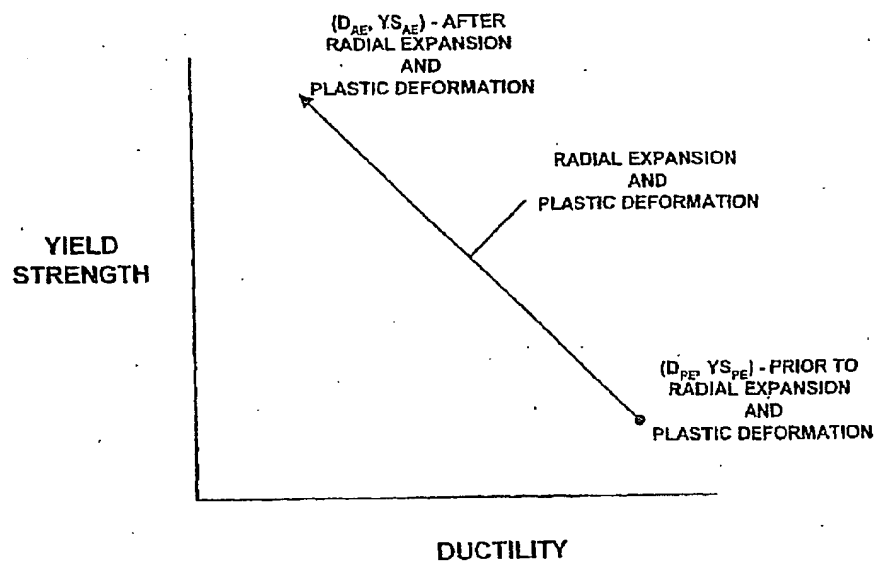 (D_AE, YS_AE) - AFTER
RADIAL EXPANSION
AND
PLASTIC DEFORMATION
RADIAL EXPANSION
AND
PLASTIC DEFORMATION
YIELD
STRENGTH
(D_PE, YS_PE) - PRIOR TO
RADIAL EXPANSION
AND
PLASTIC DEFORMATION
DUCTILITY